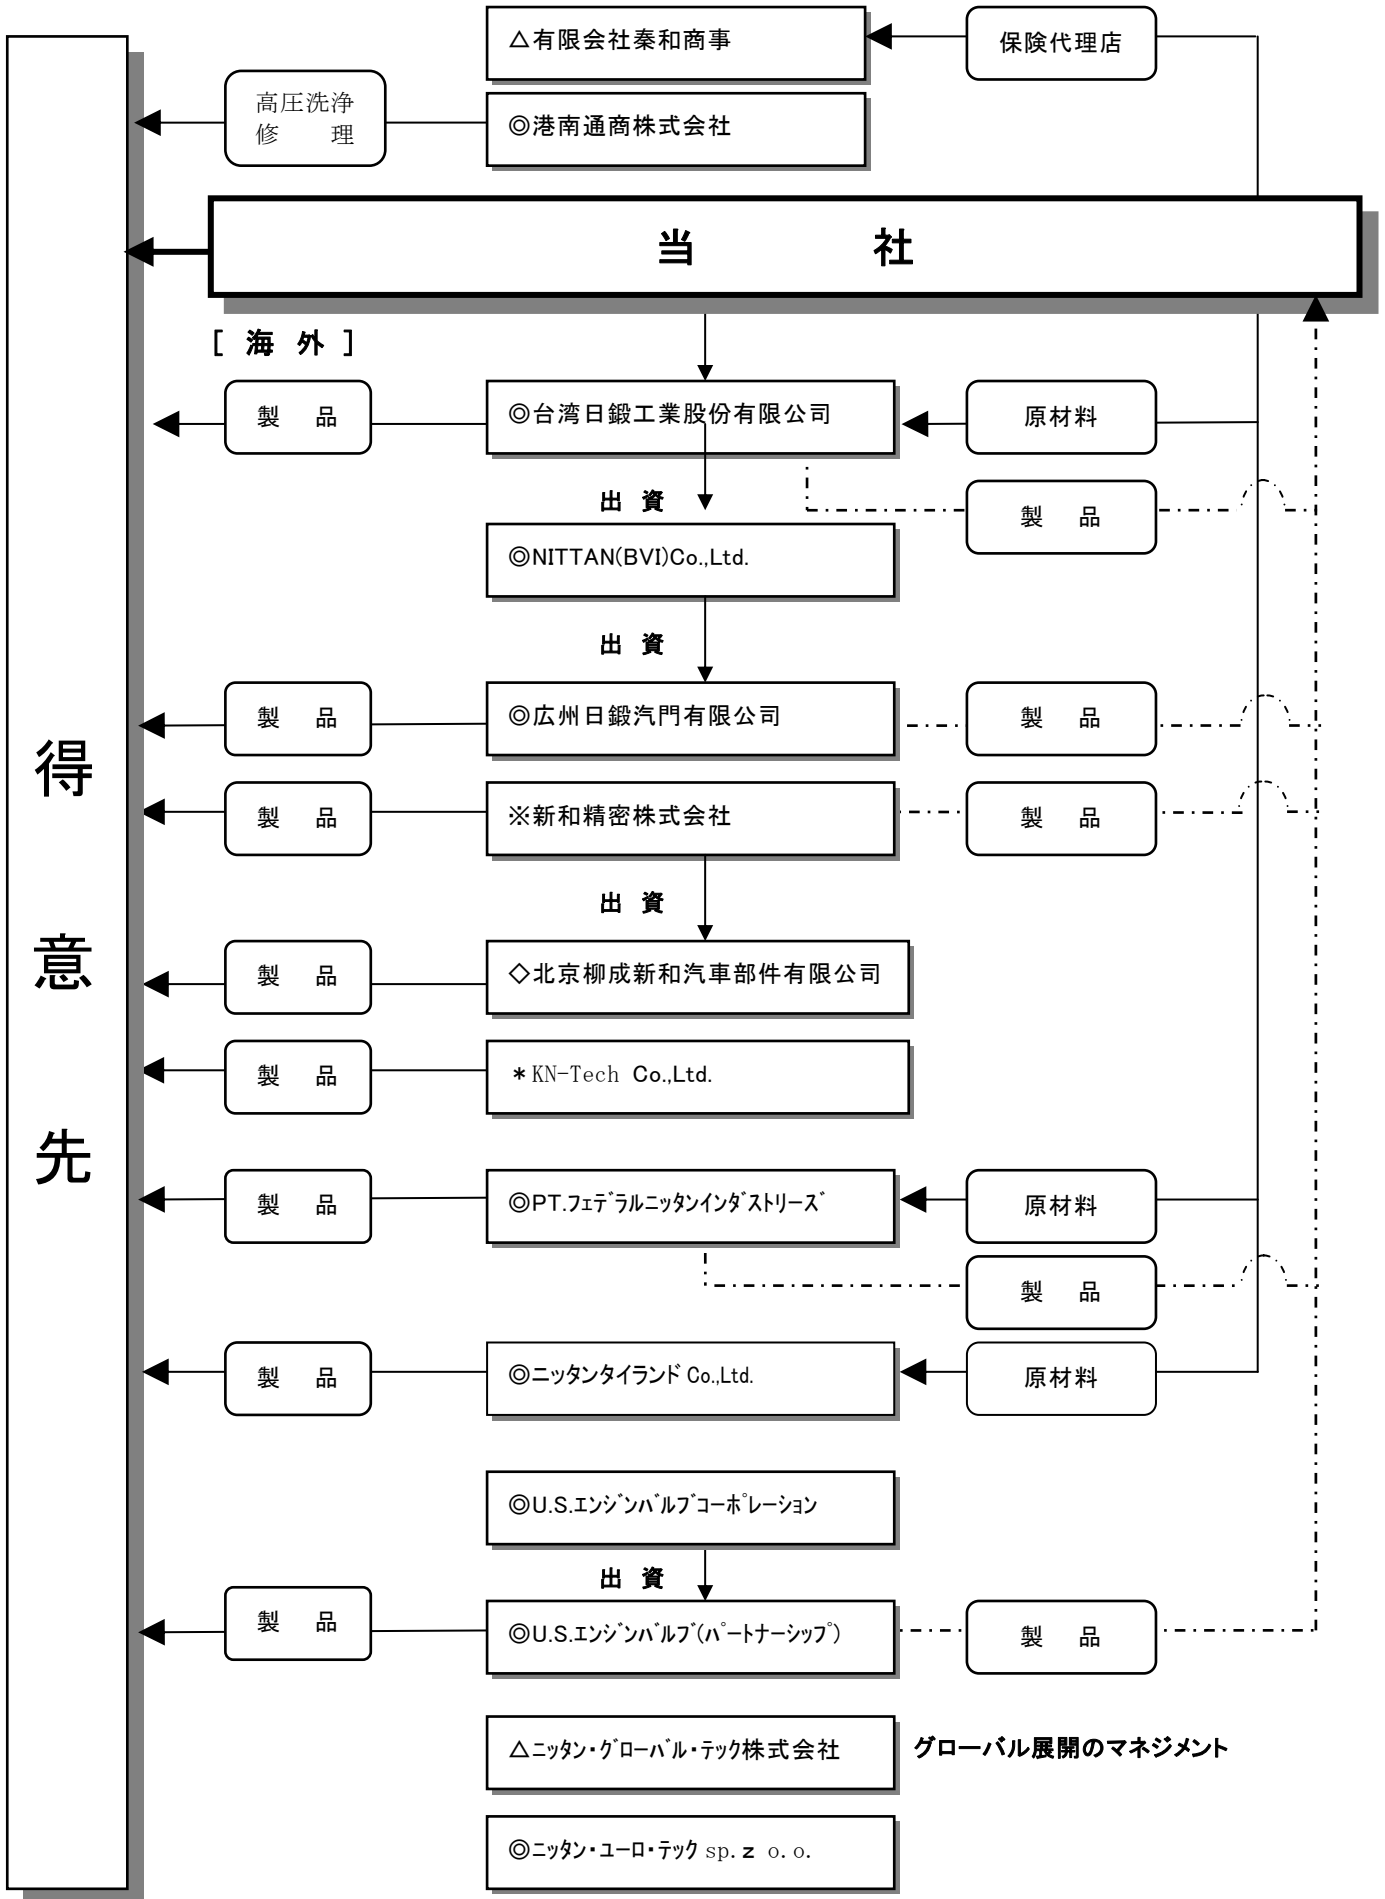 △有限会社秦和商事
保険代理店
高圧洗浄
修　　理
◎港南通商株式会社
当　　　　社
［　海　外　］
製　品
◎台湾日鍛工業股份有限公司
原材料
出　資
製　品
◎NITTAN(BVI)Co.,Ltd.
出　資
製　品
◎広州日鍛汽門有限公司
製　品
製　品
※新和精密株式会社
製　品
出　資
製　品
◇北京柳成新和汽車部件有限公司
製　品
＊KN-Tech Co.,Ltd.
製　品
◎PT.ﾌｪﾃﾞﾗﾙﾆｯﾀﾝｲﾝﾀﾞｽﾄﾘｰｽﾞ
原材料
製　品
製　品
◎ﾆｯﾀﾝﾀｲﾗﾝﾄﾞ Co.,Ltd.
原材料
◎U.S.ｴﾝｼﾞﾝﾊﾞﾙﾌﾞｺｰﾎﾟﾚｰｼｮﾝ
出　資
製　品
◎U.S.ｴﾝｼﾞﾝﾊﾞﾙﾌﾞ(ﾊﾟｰﾄﾅｰｼｯﾌﾟ)
製　品
△ﾆｯﾀﾝ･ｸﾞﾛｰﾊﾞﾙ･ﾃｯｸ株式会社
グローバル展開のマネジメント
◎ﾆｯﾀﾝ･ﾕｰﾛ･ﾃｯｸ sp. z o. o.
得
意
先